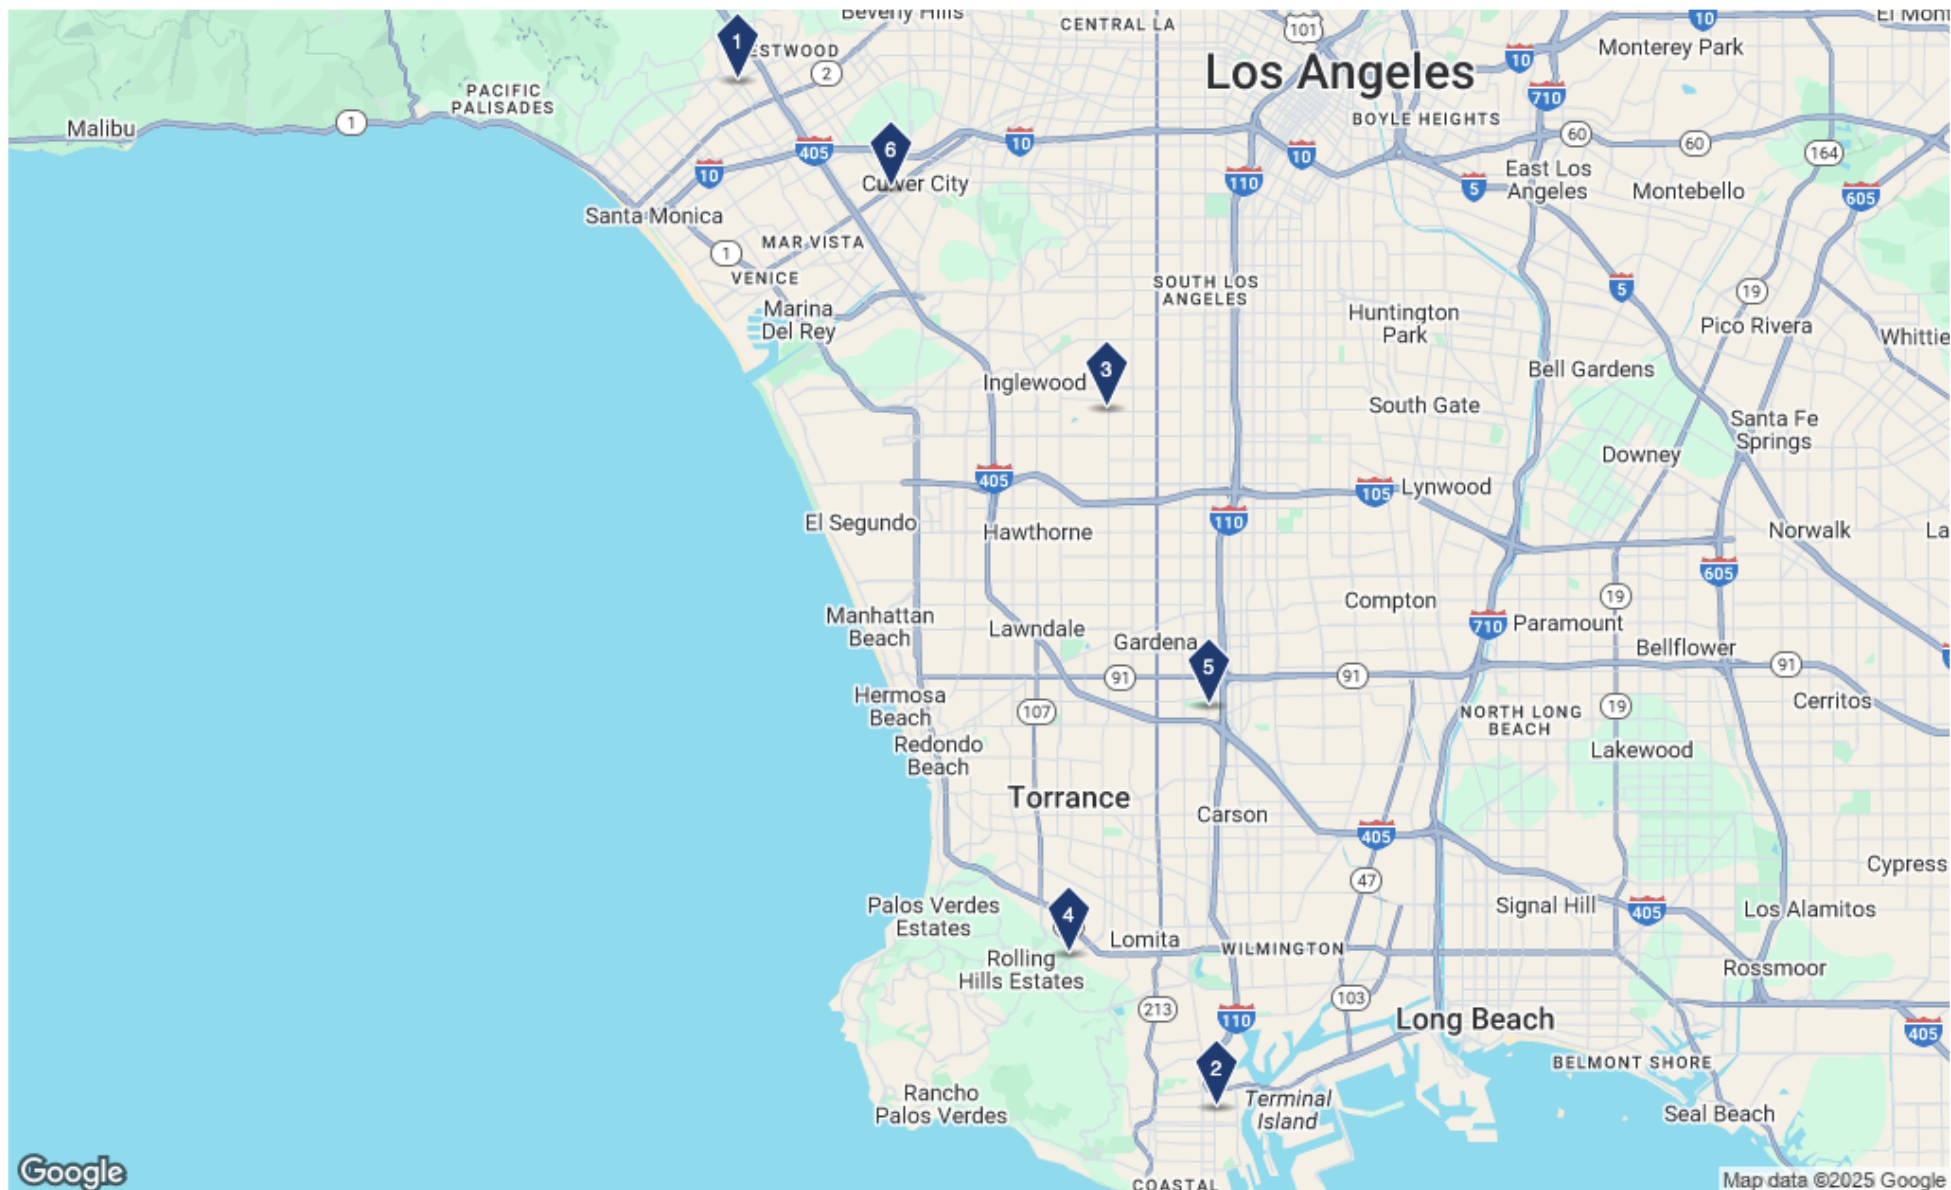 Beverly Hills
CENTRAL LA
101
10
El Mont
1
WESTWOOD
2
Los Angeles
10
Monterey Park
710
PACIFIC
PALISADES
Malibu
1
BOYLE HEIGHTS
60
60
164
405
6
10
10
10
110
5
East Los
Angeles
Montebello
605
Culver City
Santa Monica
MAR VISTA
1
VENICE
SOUTH LOS
ANGELES
5
19
Marina
Del Rey
Huntington
Park
Pico Rivera
Whittie
Inglewood
3
Bell Gardens
South Gate
Santa Fe
Springs
Downey
405
105
Lynwood
El Segundo
110
Hawthorne
Norwalk
La
605
Compton
19
Manhattan
Beach
Lawndale
Gardena
710
Paramount
Bellflower
91
5
91
91
Hermosa
Beach
107
NORTH LONG
BEACH
19
Cerritos
Redondo
Beach
Lakewood
Torrance
Carson
405
Cypress
47
Palos Verdes
Estates
4
Signal Hill
405
Los Alamitos
Lomita
WILMINGTON
Rolling
Hills Estates
Rossmoor
213
103
110
Long Beach
405
2
BELMONT SHORE
Rancho
Palos Verdes
Terminal
Island
Seal Beach
Google
COASTAL
Map data ©2025 Google